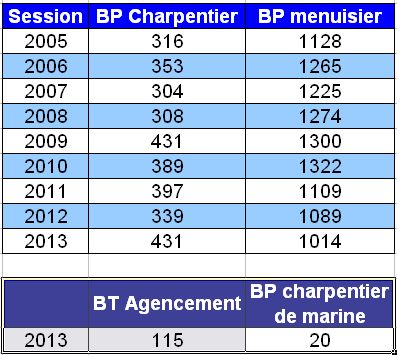 Session BP Charpentier BP menuisier
2005 316 1128
2006 353 1265
2007 304 1225
2008 308 1274
2009 431 1300
2010 389 1322
2011 397 1109
2012 339 1089
2013 431 1014
BT Agencement BP charpentier
de marine
2013 115 20